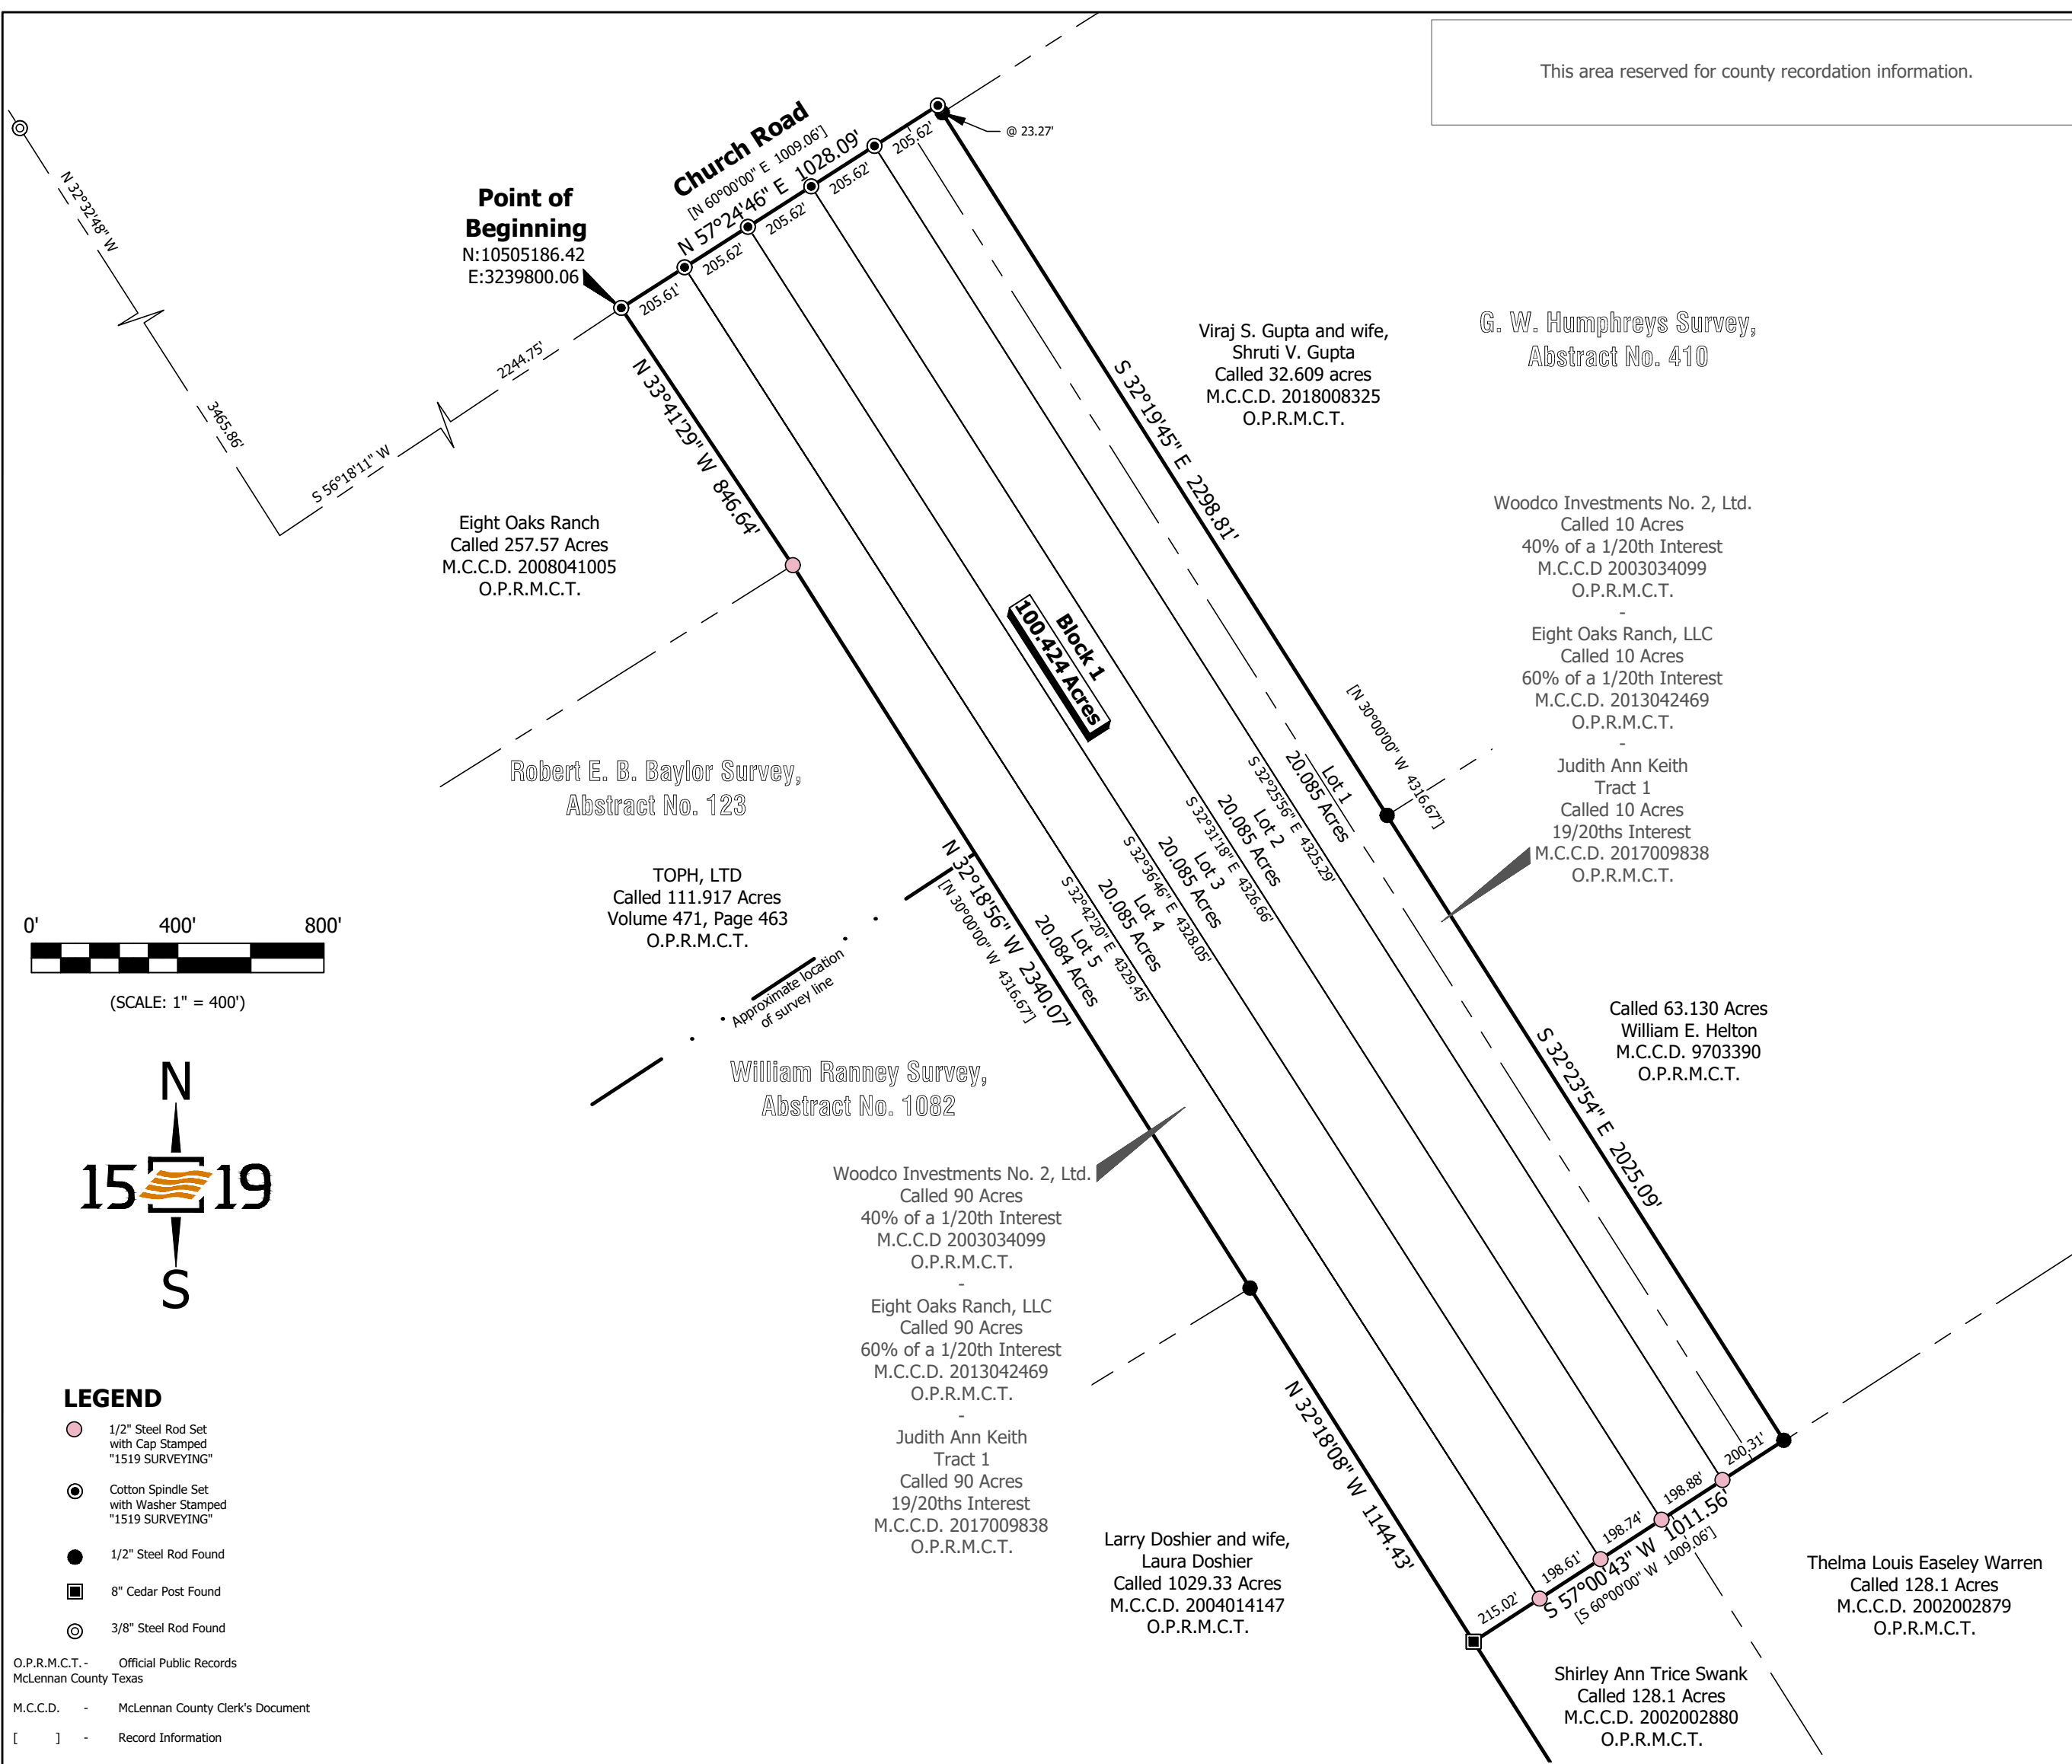 This area reserved for county recordation information.
@ 23.27'
Church Road
[N 60°00'00" E 1009.06']
N 57°24'46" E 1028.09'
205.61'
205.62'
205.62'
205.62'
205.62'
Point of
Beginning
N:10505186.42
E:3239800.06
N 32°32'48" W
3465.86'
S 56°18'11" W
2244.75'
N 33°41'29" W 846.64'
Eight Oaks Ranch
Called 257.57 Acres
M.C.C.D. 2008041005
O.P.R.M.C.T.
Viraj S. Gupta and wife,
Shruti V. Gupta
Called 32.609 acres
M.C.C.D. 2018008325
O.P.R.M.C.T.
G. W. Humphreys Survey,
Abstract No. 410
S 32°19'45" E 2298.81'
Woodco Investments No. 2, Ltd.
Called 10 Acres
40% of a 1/20th Interest
M.C.C.D 2003034099
O.P.R.M.C.T.
-
Eight Oaks Ranch, LLC
Called 10 Acres
60% of a 1/20th Interest
M.C.C.D. 2013042469
O.P.R.M.C.T.
-
Judith Ann Keith
Tract 1
Called 10 Acres
19/20ths Interest
M.C.C.D. 2017009838
O.P.R.M.C.T.
Block 1
100.424 Acres
[N 30°00'00" W 4316.67']
Robert E. B. Baylor Survey,
Abstract No. 123
TOPH, LTD
Called 111.917 Acres
Volume 471, Page 463
O.P.R.M.C.T.
Lot 1
20.085 Acres
S 32°25'56" E 4325.29'
Lot 2
20.085 Acres
S 32°31'18" E 4326.66'
Lot 3
20.085 Acres
S 32°36'46" E 4328.05'
Lot 4
20.085 Acres
S 32°42'20" E 4329.45'
Lot 5
20.084 Acres
N 32°18'56" W 2340.07'
[N 30°00'00" W 4316.67']
Approximate location
of survey line
William Ranney Survey,
Abstract No. 1082
0' 400' 800'
(SCALE: 1" = 400')
N
15 19
S
Called 63.130 Acres
William E. Helton
M.C.C.D. 9703390
O.P.R.M.C.T.
S 32°23'54" E 2025.09'
Woodco Investments No. 2, Ltd.
Called 90 Acres
40% of a 1/20th Interest
M.C.C.D 2003034099
O.P.R.M.C.T.
-
Eight Oaks Ranch, LLC
Called 90 Acres
60% of a 1/20th Interest
M.C.C.D. 2013042469
O.P.R.M.C.T.
-
Judith Ann Keith
Tract 1
Called 90 Acres
19/20ths Interest
M.C.C.D. 2017009838
O.P.R.M.C.T.
N 32°18'08" W 1144.43'
Larry Doshier and wife,
Laura Doshier
Called 1029.33 Acres
M.C.C.D. 2004014147
O.P.R.M.C.T.
215.02'
198.61'
198.74'
198.88'
200.31'
S 57°00'43" W 1011.56'
[S 60°00'00" W 1009.06']
Thelma Louis Easeley Warren
Called 128.1 Acres
M.C.C.D. 2002002879
O.P.R.M.C.T.
Shirley Ann Trice Swank
Called 128.1 Acres
M.C.C.D. 2002002880
O.P.R.M.C.T.
LEGEND
1/2" Steel Rod Set
with Cap Stamped
"1519 SURVEYING"
Cotton Spindle Set
with Washer Stamped
"1519 SURVEYING"
1/2" Steel Rod Found
8" Cedar Post Found
3/8" Steel Rod Found
O.P.R.M.C.T. - Official Public Records
McLennan County Texas
M.C.C.D. - McLennan County Clerk's Document
[ ] - Record Information